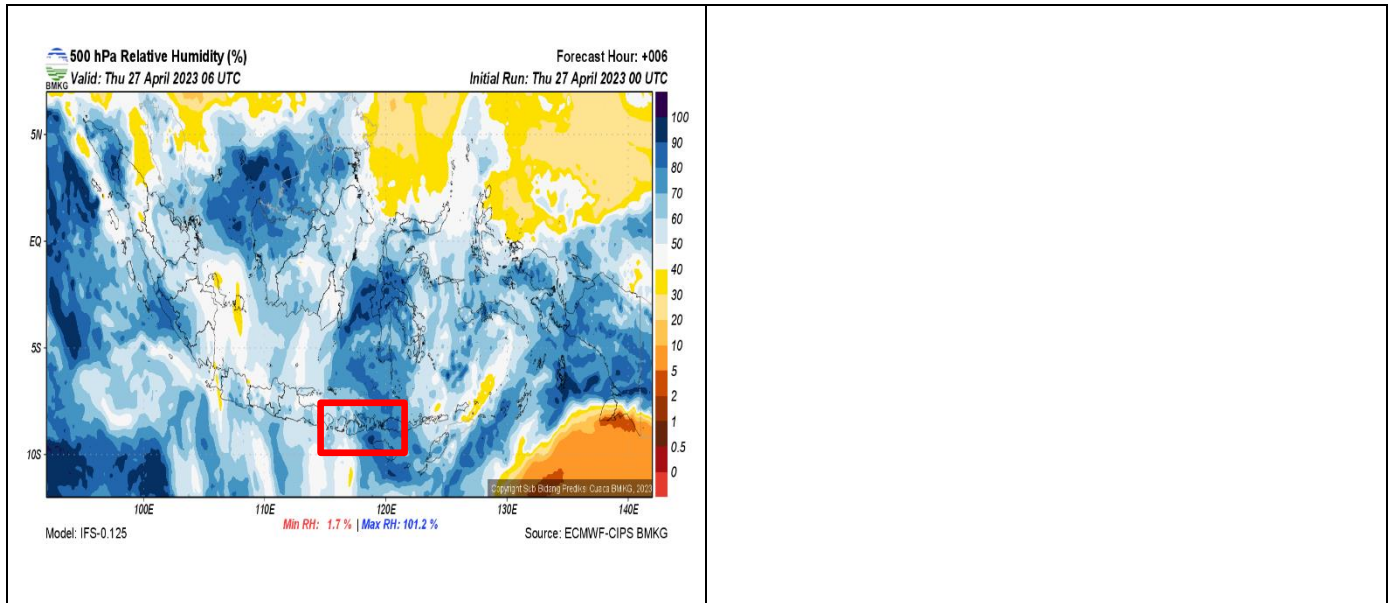 500 hPa Relative Humidity (%)
Forecast Hour: +006
BMKG
Valid: Thu 27 April 2023 06 UTC
Initial Run: Thu 27 April 2023 00 UTC
5N
EQ
5S
10S
100
90
80
70
60
50
40
30
20
10
5
2
1
0.5
0
Copyright Sub Bidang Prediksi Cuaca BMKG, 2023
100E
110E
120E
130E
140E
Min RH: 1.7 % | Max RH: 101.2 %
Model: IFS-0.125
Source: ECMWF-CIPS BMKG